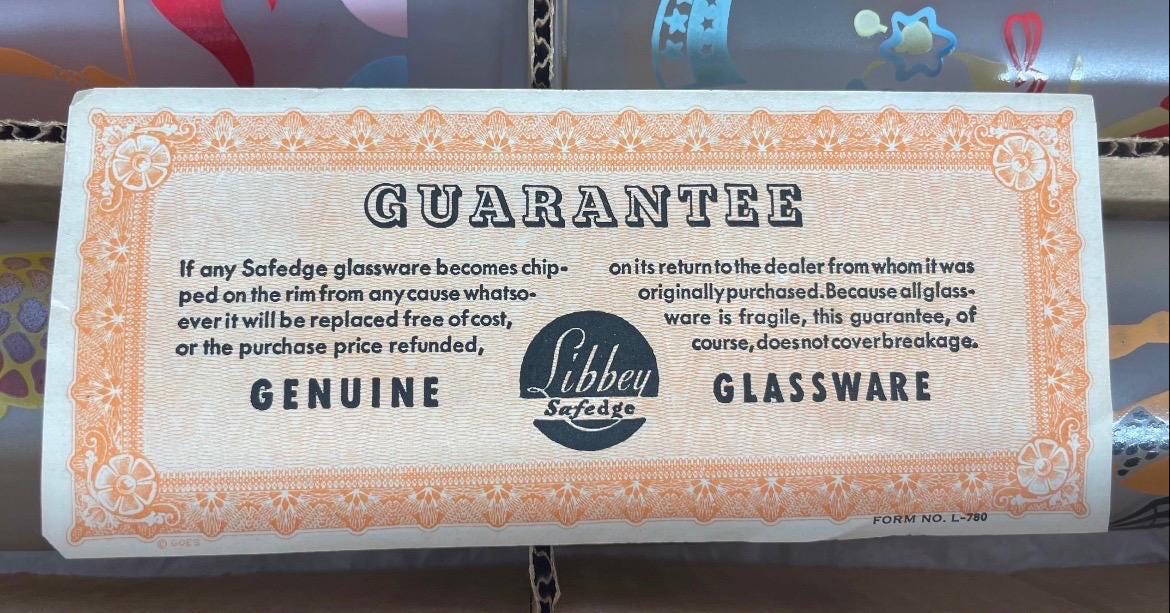 GUARANTEE
If any Safedge glassware becomes chip-
ped on the rim from any cause whatso-
ever it will be replaced free of cost,
or the purchase price refunded,
on its return to the dealer from whom it was
originally purchased. Because all glass-
ware is fragile, this guarantee, of
course, does not cover breakage.
GENUINE
Libbey
Safedge
GLASSWARE
FORM NO. L-780
© GOES